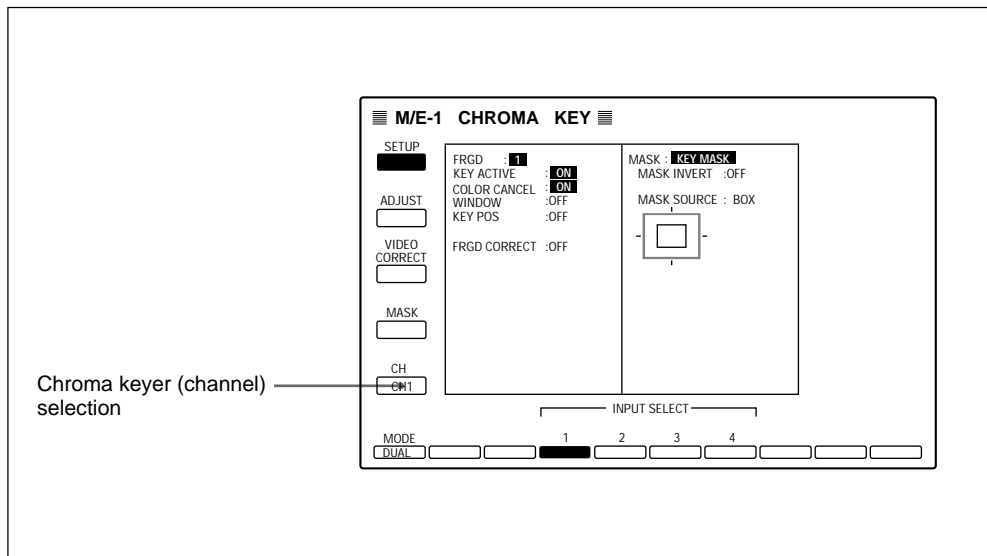 M/E-1 CHROMA KEY
SETUP
ADJUST
VIDEO
CORRECT
MASK
CH
CH1
FRGD : 1
KEY ACTIVE : ON
COLOR CANCEL : ON
WINDOW :OFF
KEY POS :OFF
FRGD CORRECT :OFF
MASK : KEY MASK
MASK INVERT :OFF
MASK SOURCE : BOX
Chroma keyer (channel)
selection
INPUT SELECT
MODE
DUAL
1 2 3 4